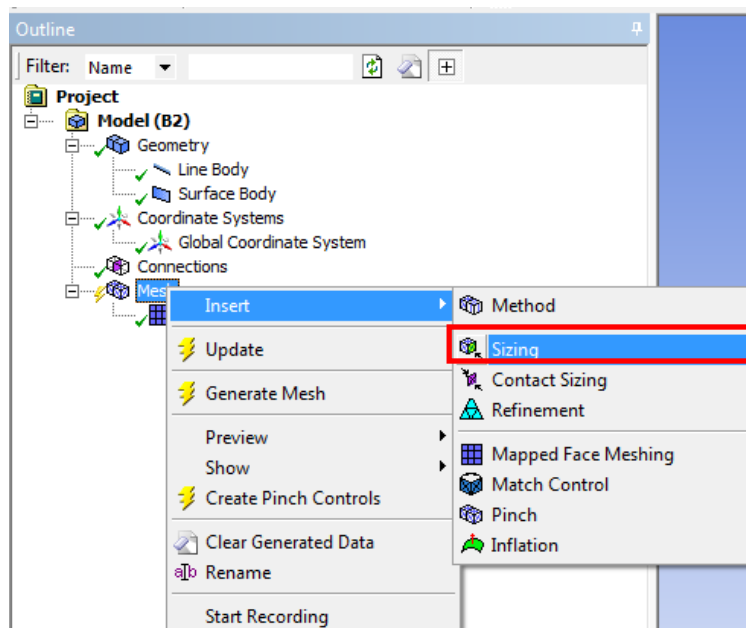 Outline
Filter: Name
Project
Model (B2)
Geometry
Line Body
Surface Body
Coordinate Systems
Global Coordinate System
Connections
Mesh
Insert
Update
Generate Mesh
Preview
Show
Create Pinch Controls
Clear Generated Data
Rename
Start Recording
Method
Sizing
Contact Sizing
Refinement
Mapped Face Meshing
Match Control
Pinch
Inflation